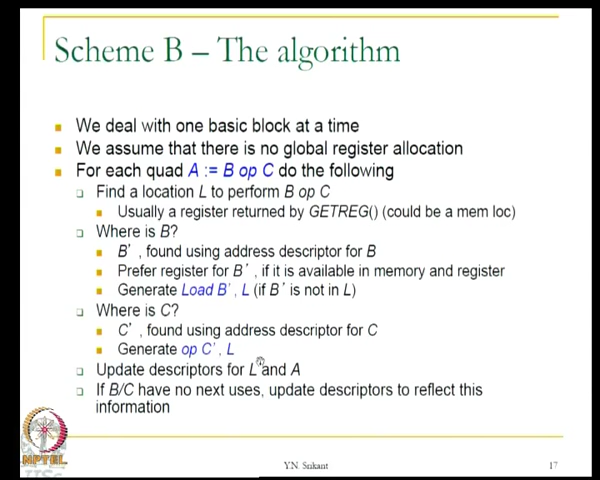 Scheme B – The algorithm
We deal with one basic block at a time
We assume that there is no global register allocation
For each quad A := B op C do the following
Find a location L to perform B op C
Usually a register returned by GETREG() (could be a mem loc)
Where is B?
B′ , found using address descriptor for B
Prefer register for B′ , if it is available in memory and register
Generate Load B′ , L (if B′ is not in L)
Where is C?
C′ , found using address descriptor for C
Generate op C′ , L
Update descriptors for L and A
If B/C have no next uses, update descriptors to reflect this
information
NPTEL
Y.N. Srikant
17